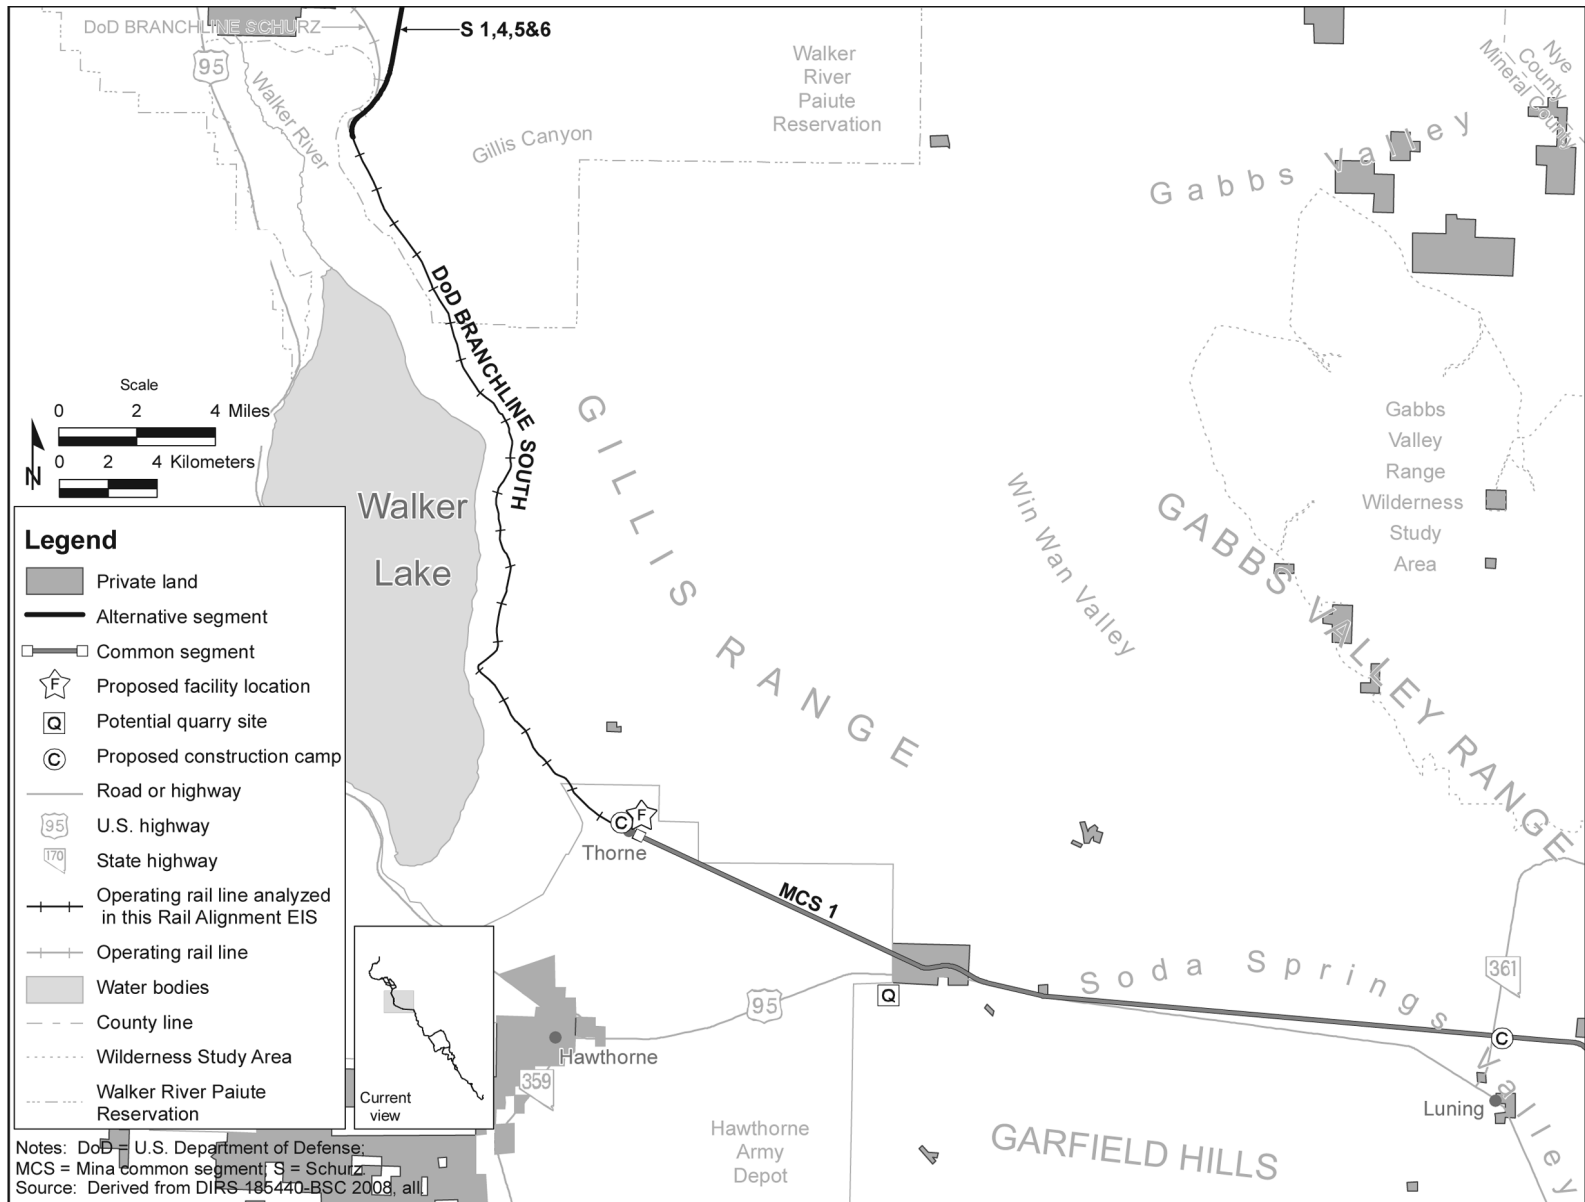 DoD BRANCHLINE SCHURZ
S 1,4,5&6
95
Walker River
Gillis Canyon
Walker
River
Paiute
Reservation
Nye
County
Mineral County
Gabbs Valley
DoD BRANCHLINE SOUTH
Scale
0 2 4 Miles
0 2 4 Kilometers
N
Walker
Lake
GILLIS RANGE
Win Wan Valley
Gabbs
Valley
Range
Wilderness
Study
Area
GABBS VALLEY RANGE
Legend
Private land
Alternative segment
Common segment
F Proposed facility location
Q Potential quarry site
C Proposed construction camp
Road or highway
95 U.S. highway
170 State highway
Operating rail line analyzed
in this Rail Alignment EIS
Operating rail line
Water bodies
County line
Wilderness Study Area
Walker River Paiute
Reservation
C
F
Thorne
MCS 1
Q
95
Soda Springs Valley
361
C
Hawthorne
359
Luning
Current
view
Hawthorne
Army
Depot
GARFIELD HILLS
Notes: DoD = U.S. Department of Defense;
MCS = Mina common segment; S = Schurz.
Source: Derived from DIRS 185440-BSC 2008, all.